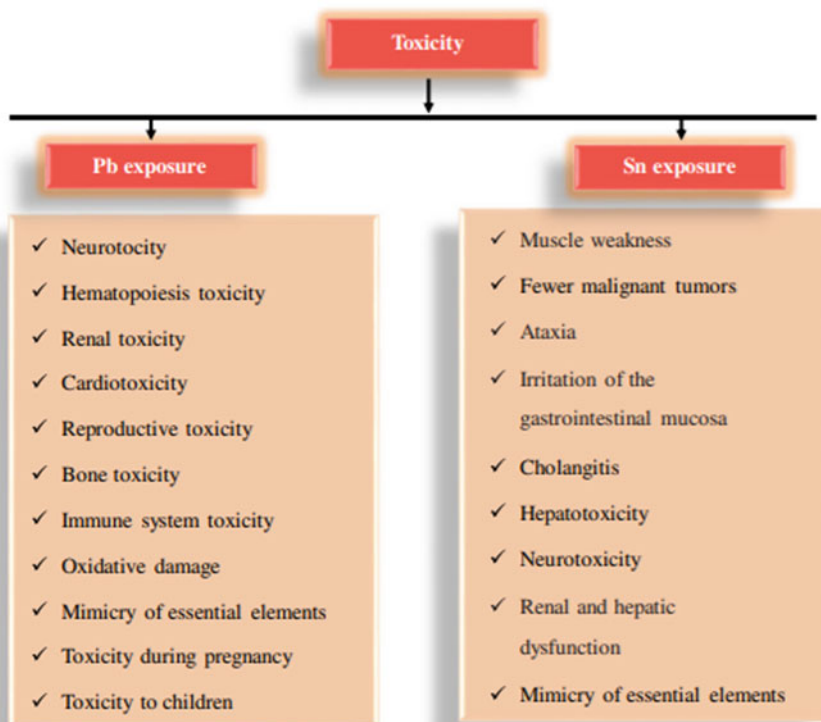 Toxicity
Pb exposure
Neurotocity
Hematopoiesis toxicity
Renal toxicity
Cardiotoxicity
Reproductive toxicity
Bone toxicity
Immune system toxicity
Oxidative damage
Mimicry of essential elements
Toxicity during pregnancy
Toxicity to children
Sn exposure
Muscle weakness
Fewer malignant tumors
Ataxia
Irritation of the
gastrointestinal mucosa
Cholangitis
Hepatotoxicity
Neurotoxicity
Renal and hepatic
dysfunction
Mimicry of essential elements